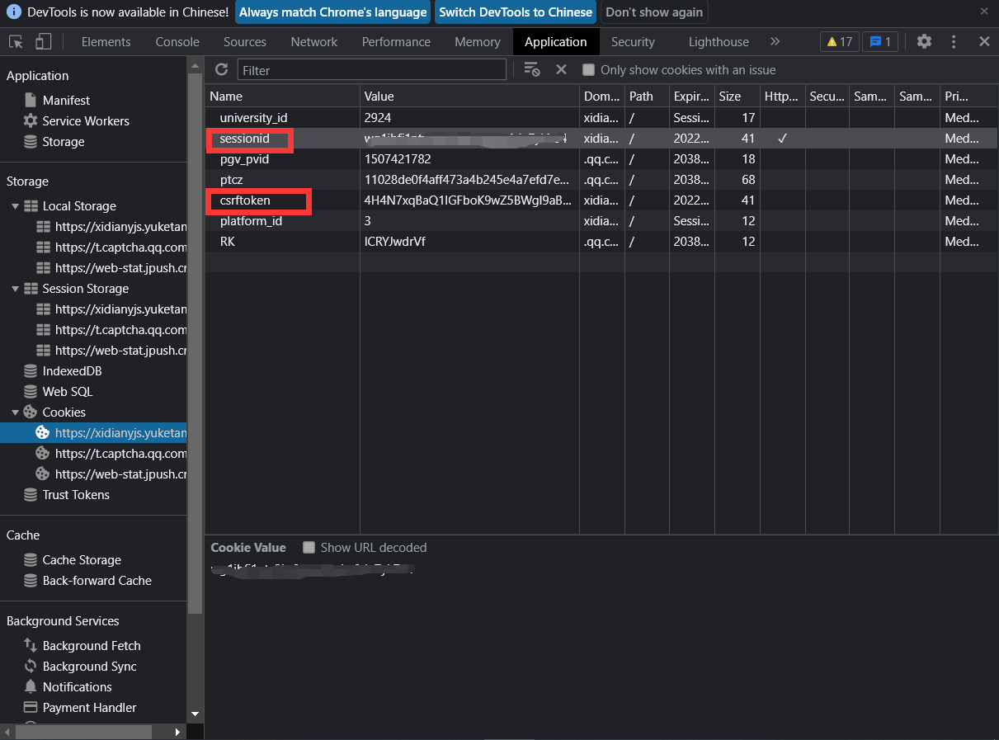 DevTools is now available in Chinese! Always match Chrome's language Switch DevTools to Chinese Don't show again
Elements Console Sources Network Performance Memory Application Security Lighthouse » 17 1
Filter Only show cookies with an issue
Application
Manifest
Service Workers
Storage
Storage
Local Storage
https://xidianyjs.yuketan
https://t.captcha.qq.com
https://web-stat.jpush.cn
Session Storage
https://xidianyjs.yuketan
https://t.captcha.qq.com
https://web-stat.jpush.cn
IndexedDB
Web SQL
Cookies
https://xidianyjs.yuketan
https://t.captcha.qq.com
https://web-stat.jpush.cn
Trust Tokens
Cache
Cache Storage
Back-forward Cache
Background Services
Background Fetch
Background Sync
Notifications
Payment Handler
Name Value Dom... Path Expir... Size Http... Secu... Sam... Sam... Pri...
university_id 2924 xidia... / Sessi... 17 Med...
sessionid xidia... / 2022... 41 ✓ Med...
pgv_pvid 1507421782 .qq.c... / 2038... 18 Med...
ptcz 11028de0f4aff473a4b245e4a7efd7e... .qq.c... / 2038... 68 Med...
csrftoken 4H4N7xqBaQ1IGFboK9wZ5BWgI9aB... xidia... / 2022... 41 Med...
platform_id 3 xidia... / Sessi... 12 Med...
RK ICRYJwdrVf .qq.c... / 2038... 12 Med...
Cookie Value Show URL decoded